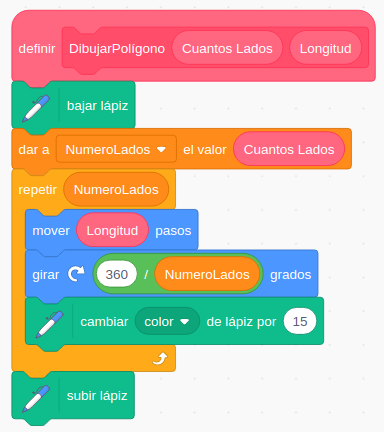 definir DibujarPolígono Cuantos Lados Longitud
bajar lápiz
dar a NumeroLados el valor Cuantos Lados
repetir NumeroLados
mover Longitud pasos
girar 360 / NumeroLados grados
cambiar color de lápiz por 15
subir lápiz